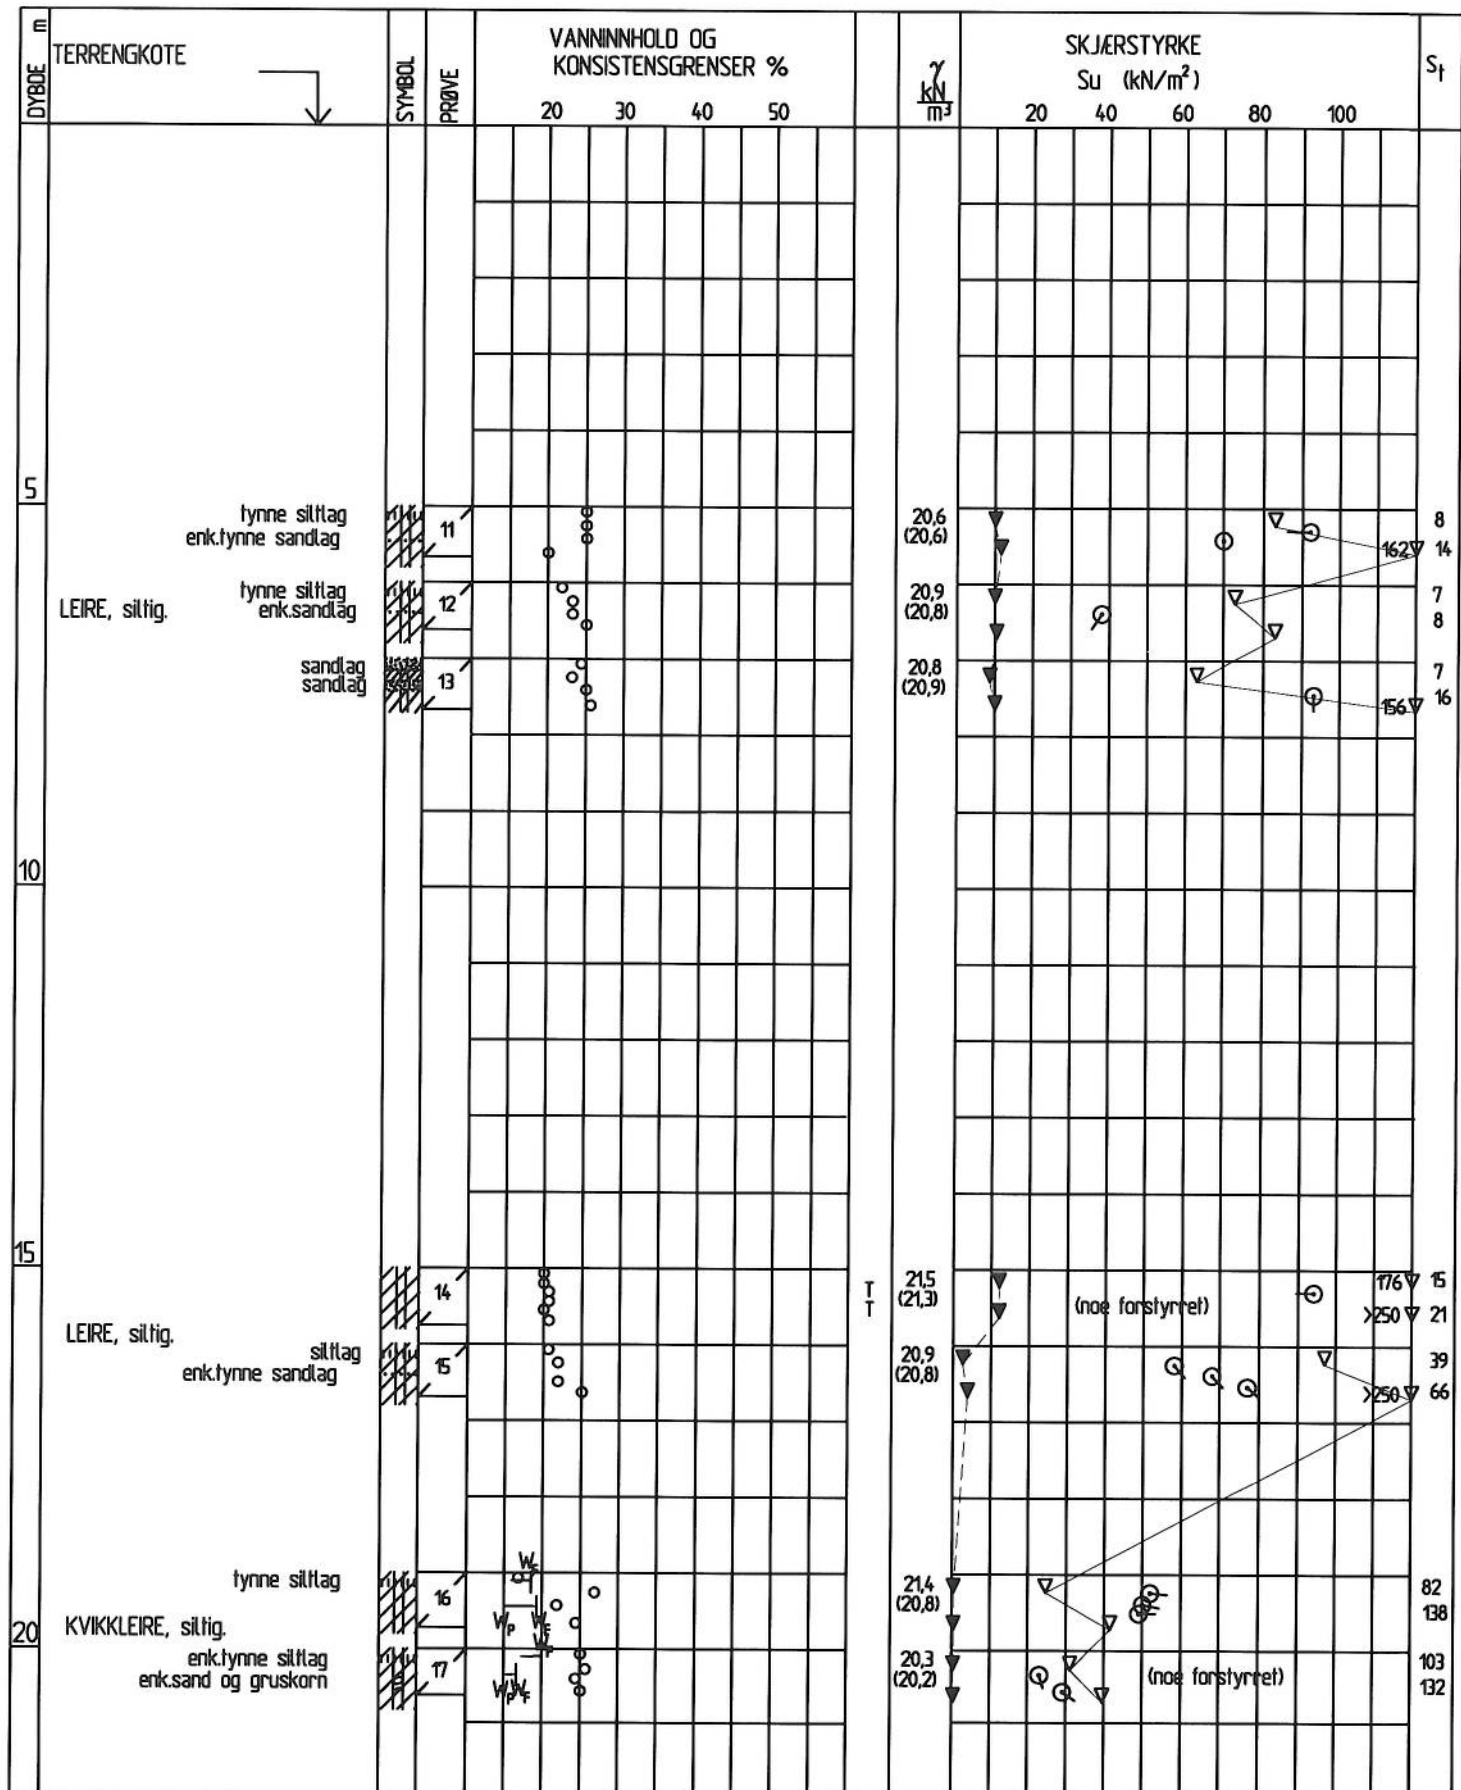 DYBDE m
TERRENGKOTE
SYMBOL
PRØVE
VANNINNHOLD OG
KONSISTENSGRENSER %
20 30 40 50
γ
kN
m³
SKJÆRSTYRKE
Su (kN/m²)
20 40 60 80 100
St
5
tynne siltlag
enk.tynne sandlag
11
20,6
(20,6)
162
8
14
LEIRE, siltig.
tynne siltlag
enk.sandlag
12
20,9
(20,8)
7
8
sandlag
sandlag
13
20,8
(20,9)
156
7
16
10
15
14
T
T
21,5
(21,3)
(noe forstyrret)
176
>250
15
21
LEIRE, siltig.
siltlag
enk.tynne sandlag
15
20,9
(20,8)
>250
39
66
tynne siltlag
16
WF
WP WF
21,4
(20,8)
82
138
KVIKKLEIRE, siltig.
20
enk.tynne siltlag
enk.sand og gruskorn
17
WF
WP WF
20,3
(20,2)
(noe forstyrret)
103
132